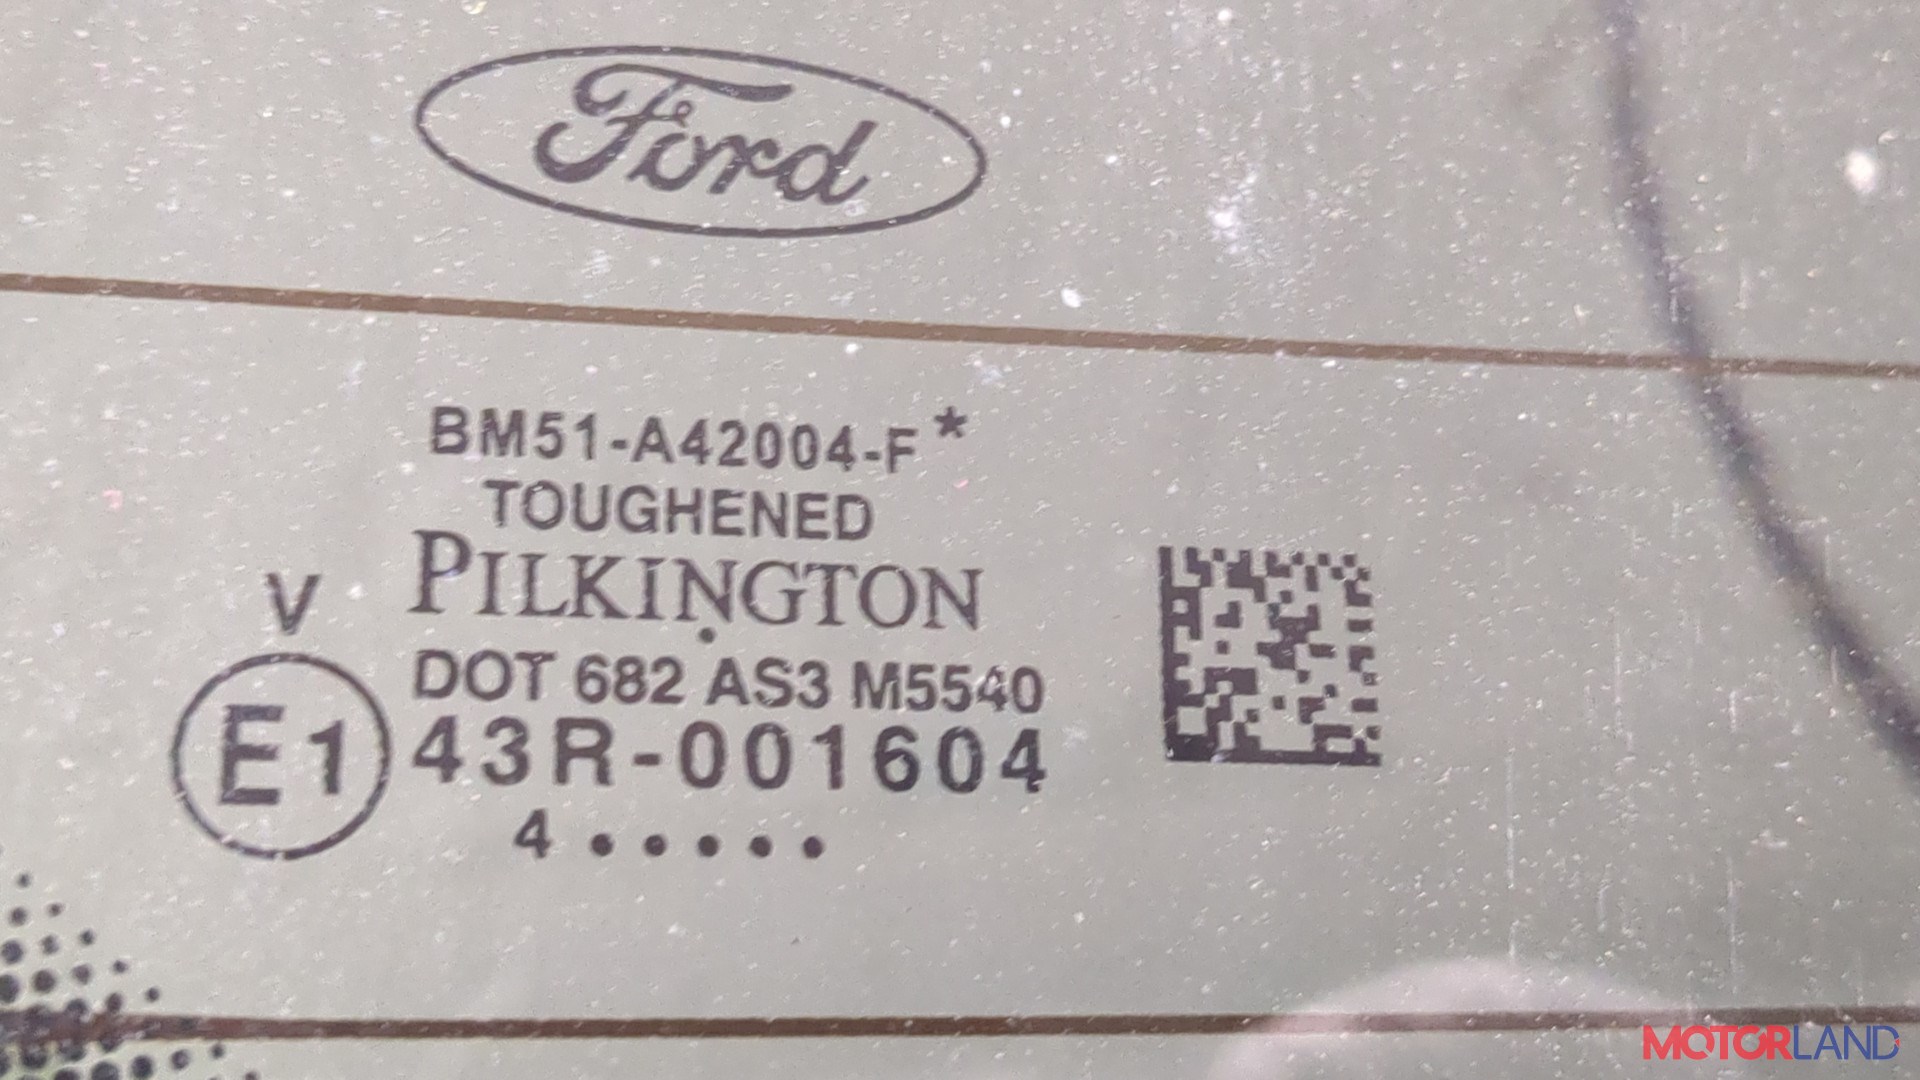 Ford
BM51-A42004-F*
TOUGHENED
PILKINGTON
V
DOT 682 AS3 M5540
E1
43R-001604
4 • • • • •
MOTORLAND